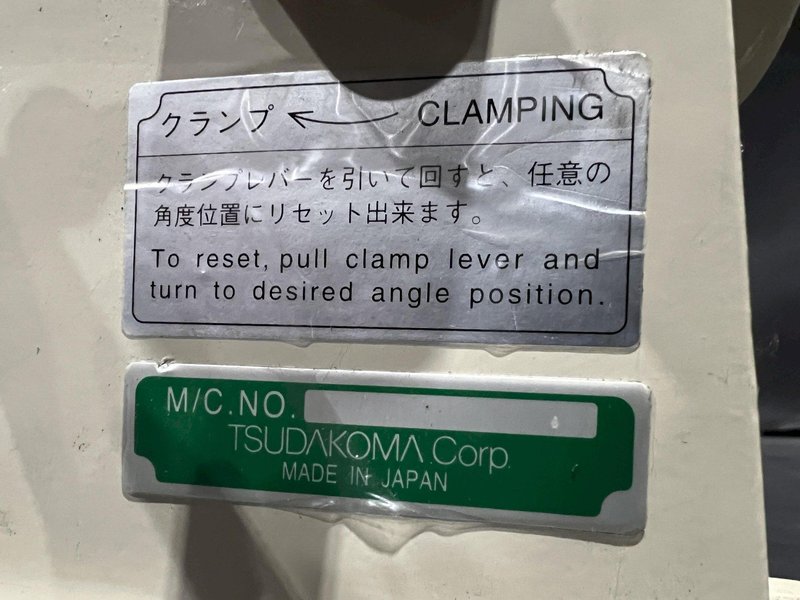 クランプ ← CLAMPING
クランプレバーを引いて回すと、任意の
角度位置にリセット出来ます。
To reset, pull clamp lever and
turn to desired angle position.
M/C.NO.
TSUDAKOMA Corp.
MADE IN JAPAN